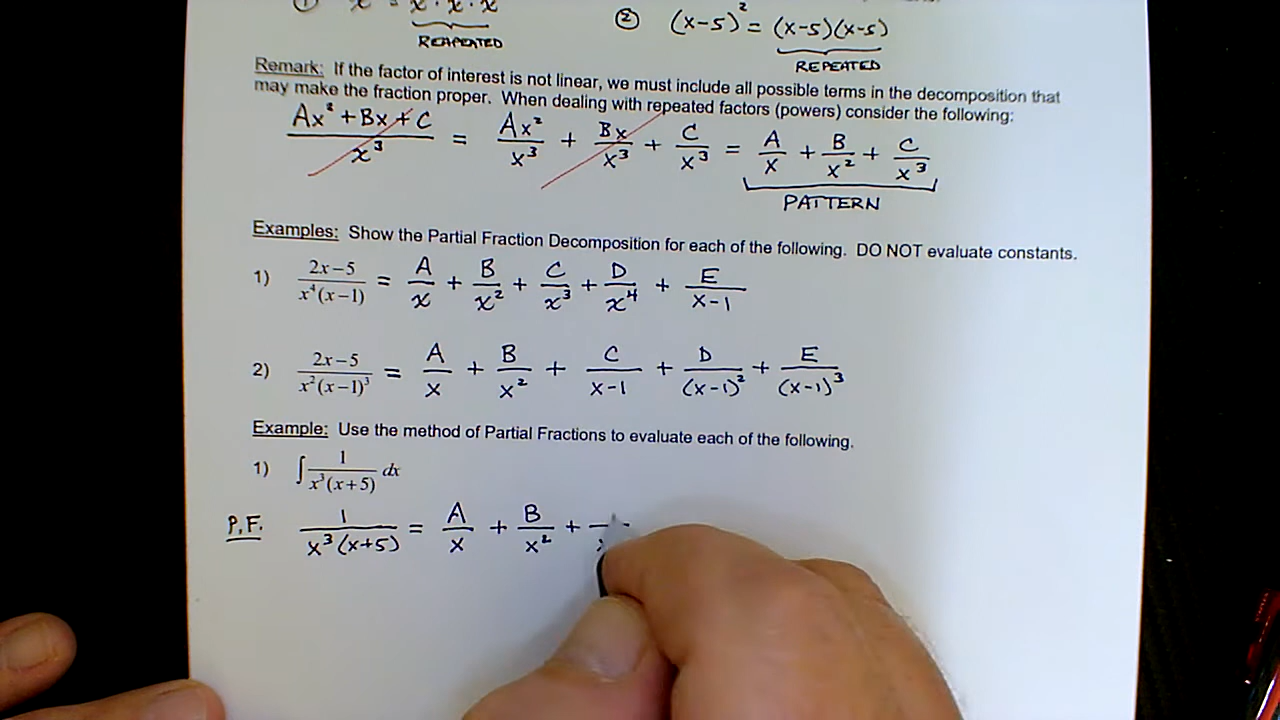 ① x = x · x · x
REAPEATED
② (x-5)² = (x-5)(x-5)
REPEATED
Remark: If the factor of interest is not linear, we must include all possible terms in the decomposition that
may make the fraction proper. When dealing with repeated factors (powers) consider the following:
Ax² + Bx + C / x³ = Ax²/x³ + Bx/x³ + C/x³ = A/x + B/x² + C/x³
PATTERN
Examples: Show the Partial Fraction Decomposition for each of the following. DO NOT evaluate constants.
1) 2x-5 / x⁴(x-1) = A/x + B/x² + C/x³ + D/x⁴ + E/x-1
2) 2x-5 / x²(x-1)³ = A/x + B/x² + C/x-1 + D/(x-1)² + E/(x-1)³
Example: Use the method of Partial Fractions to evaluate each of the following.
1) ∫ 1 / x³(x+5) dx
P.F. 1 / x³(x+5) = A/x + B/x² +